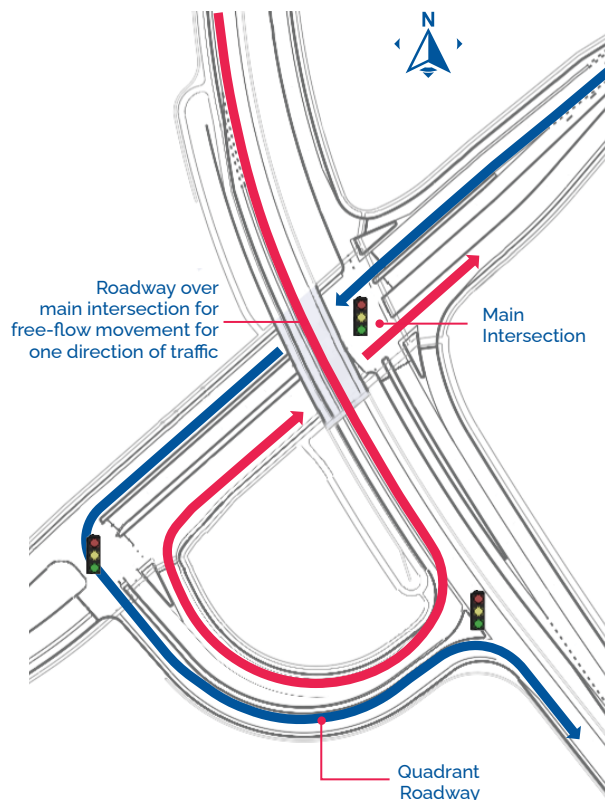 N
Roadway over
main intersection for
free-flow movement for
one direction of traffic
Main
Intersection
Quadrant
Roadway